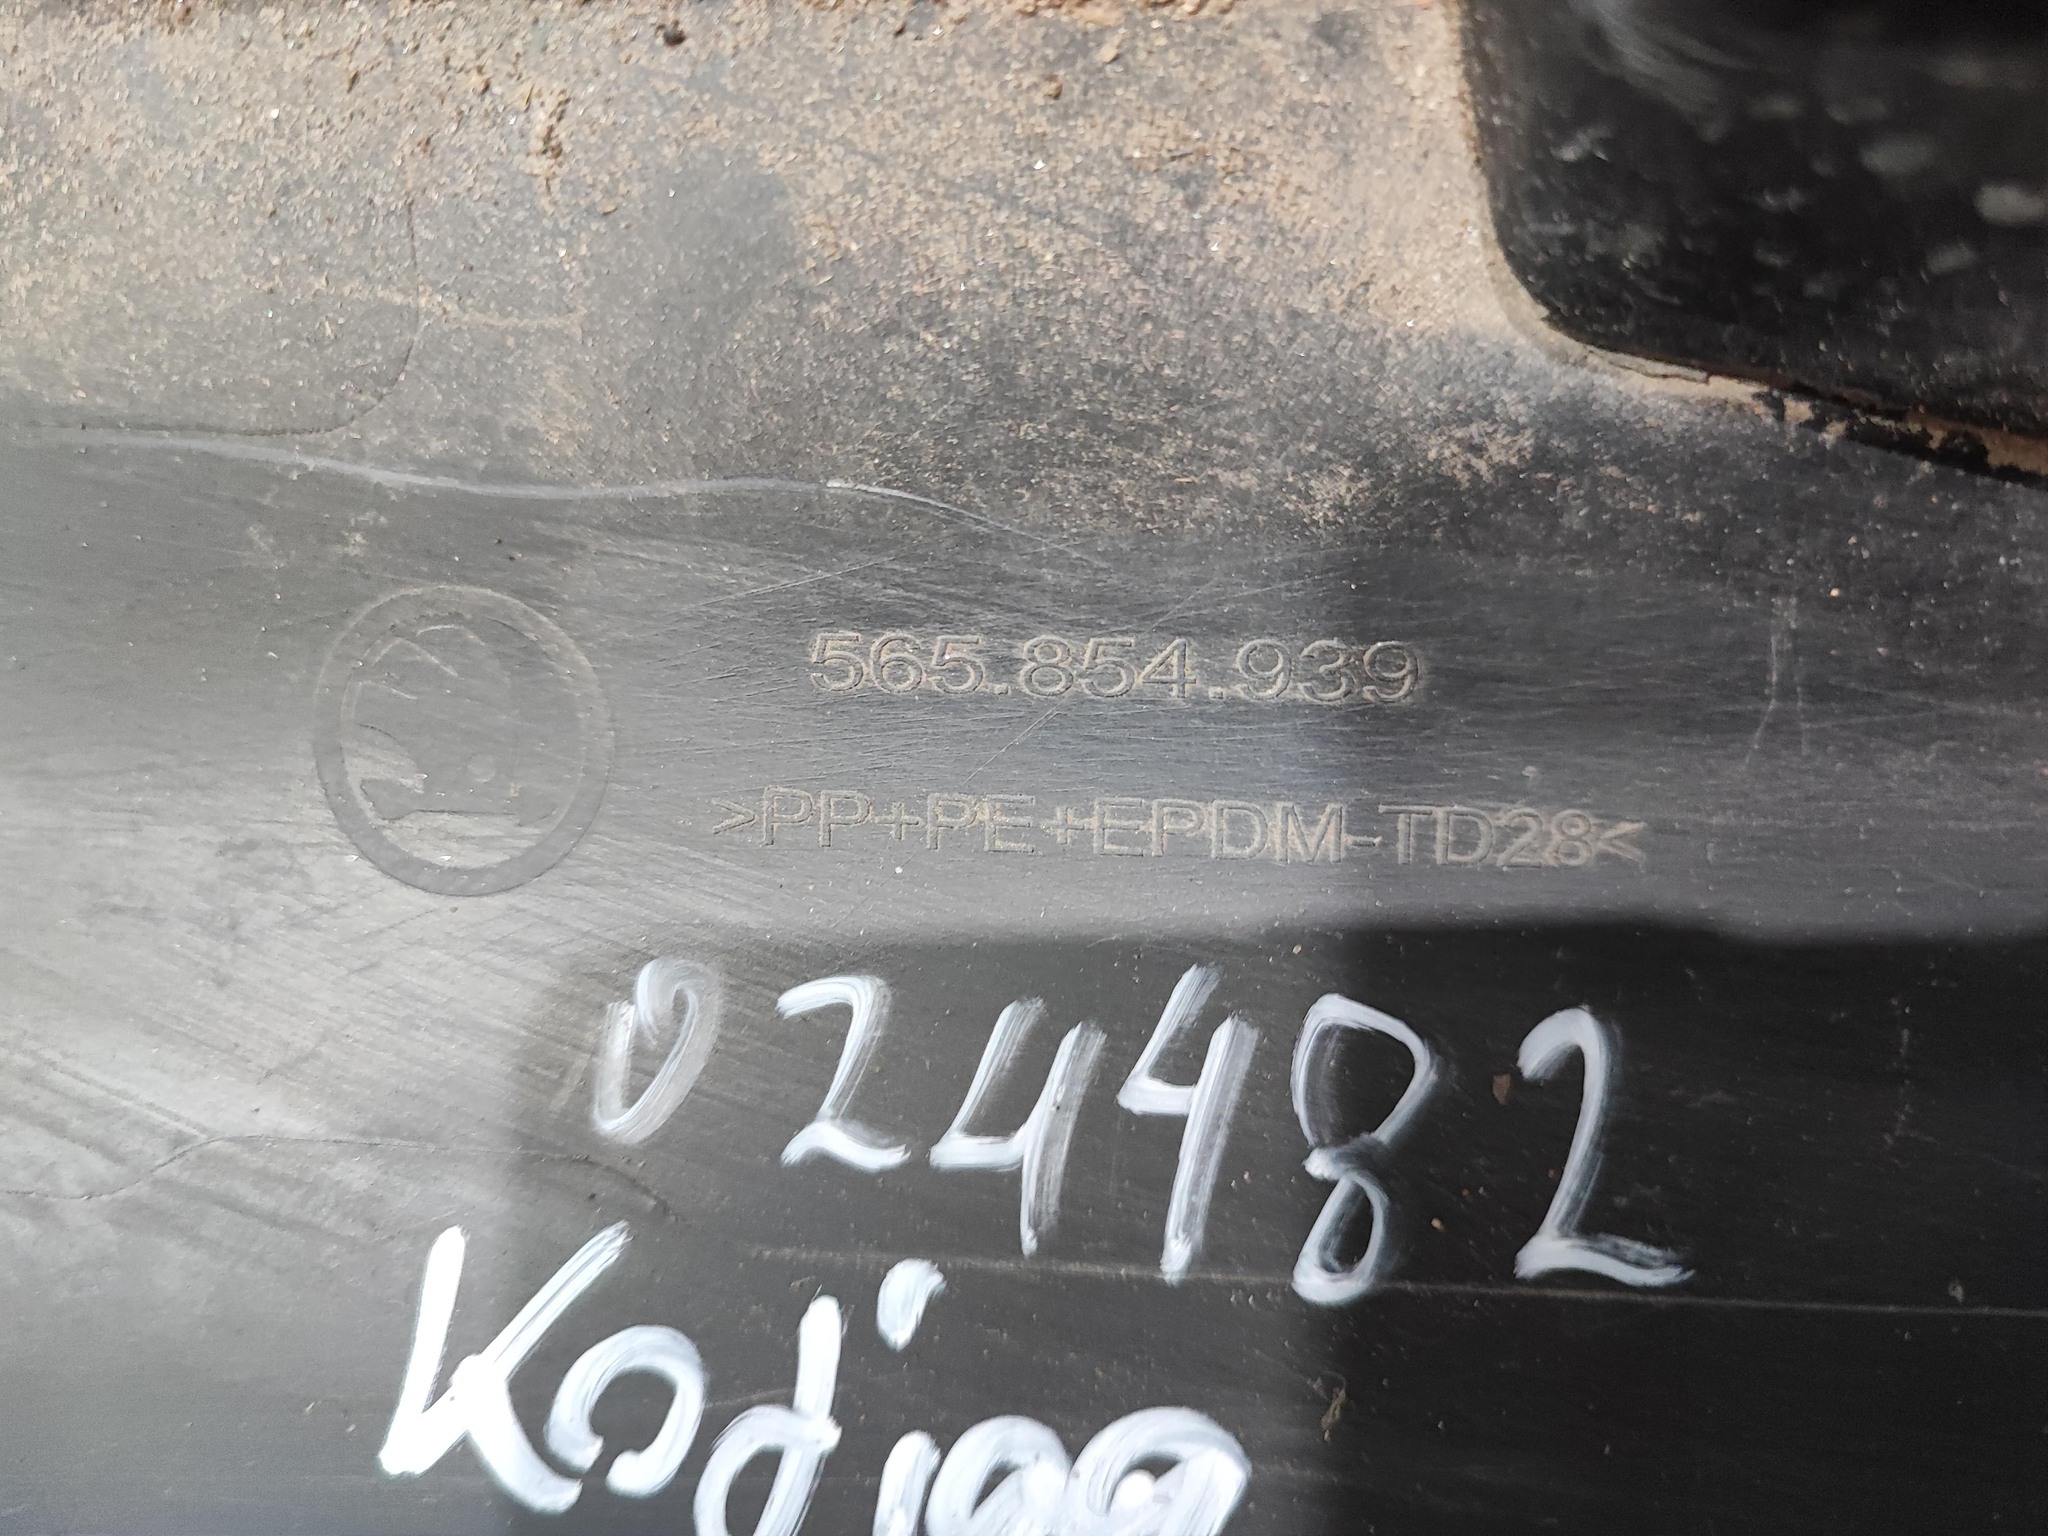 565.854.939
>PP+PE+EPDM-TD28<
024482
Kodiaq